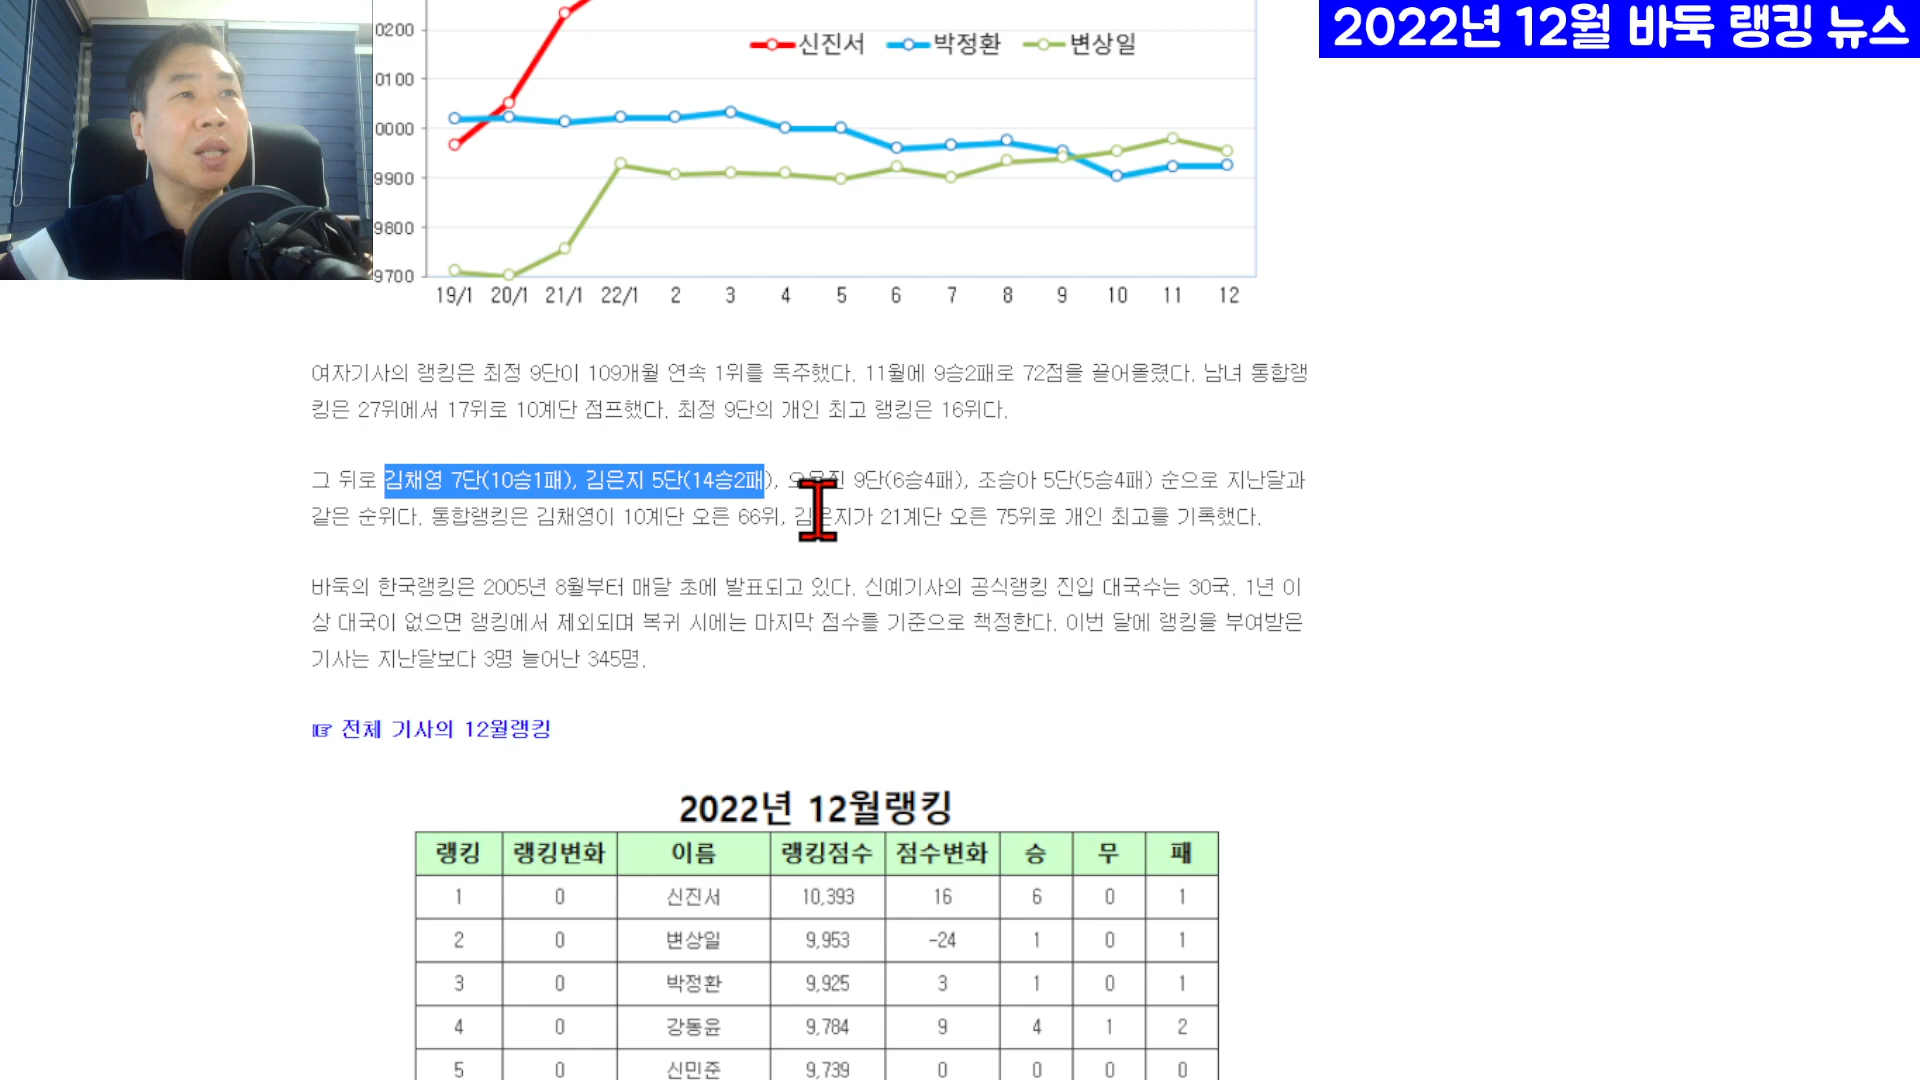 2022년 12월 바둑 랭킹 뉴스
0200
신진서 박정환 변상일
0100
0000
9900
9800
9700
19/1 20/1 21/1 22/1 2 3 4 5 6 7 8 9 10 11 12
여자기사의 랭킹은 최정 9단이 109개월 연속 1위를 독주했다. 11월에 9승2패로 72점을 끌어올렸다. 남녀 통합랭
킹은 27위에서 17위로 10계단 점프했다. 최정 9단의 개인 최고 랭킹은 16위다.
그 뒤로 김채영 7단(10승1패), 김은지 5단(14승2패), 9단(6승4패), 조승아 5단(5승4패) 순으로 지난달과
같은 순위다. 통합랭킹은 김채영이 10계단 오른 66위, 김은지가 21계단 오른 75위로 개인 최고를 기록했다.
바둑의 한국랭킹은 2005년 8월부터 매달 초에 발표되고 있다. 신예기사의 공식랭킹 진입 대국수는 30국. 1년 이
상 대국이 없으면 랭킹에서 제외되며 복귀 시에는 마지막 점수를 기준으로 책정한다. 이번 달에 랭킹을 부여받은
기사는 지난달보다 3명 늘어난 345명.
☞ 전체 기사의 12월랭킹
2022년 12월랭킹
랭킹 랭킹변화 이름 랭킹점수 점수변화 승 무 패
1 0 신진서 10,393 16 6 0 1
2 0 변상일 9,953 -24 1 0 1
3 0 박정환 9,925 3 1 0 1
4 0 강동윤 9,784 9 4 1 2
5 0 신민준 9,739 0 0 0 0